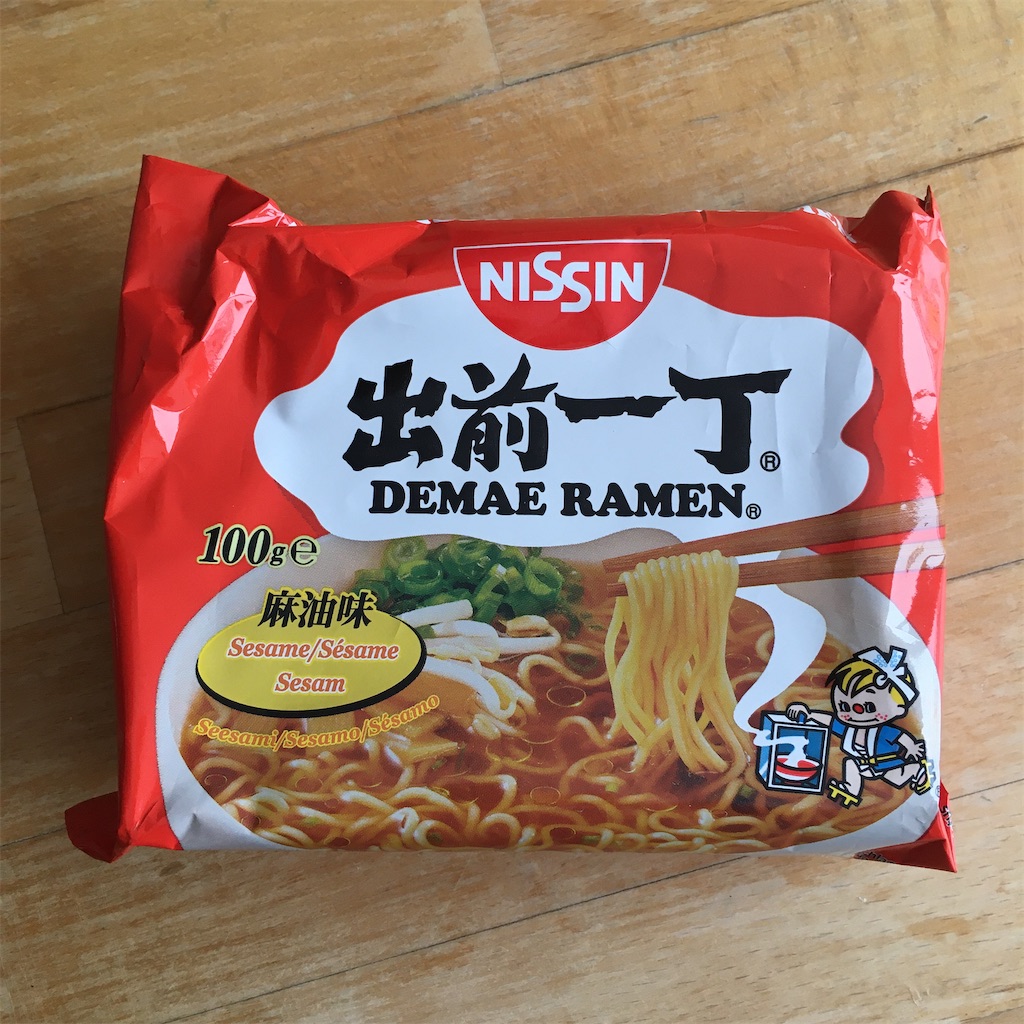 NISSIN
出前一丁®
DEMAE RAMEN®
100g℮
麻油味
Sesame/Sésame
Sesam
Seesami/Sesamo/Sésamo